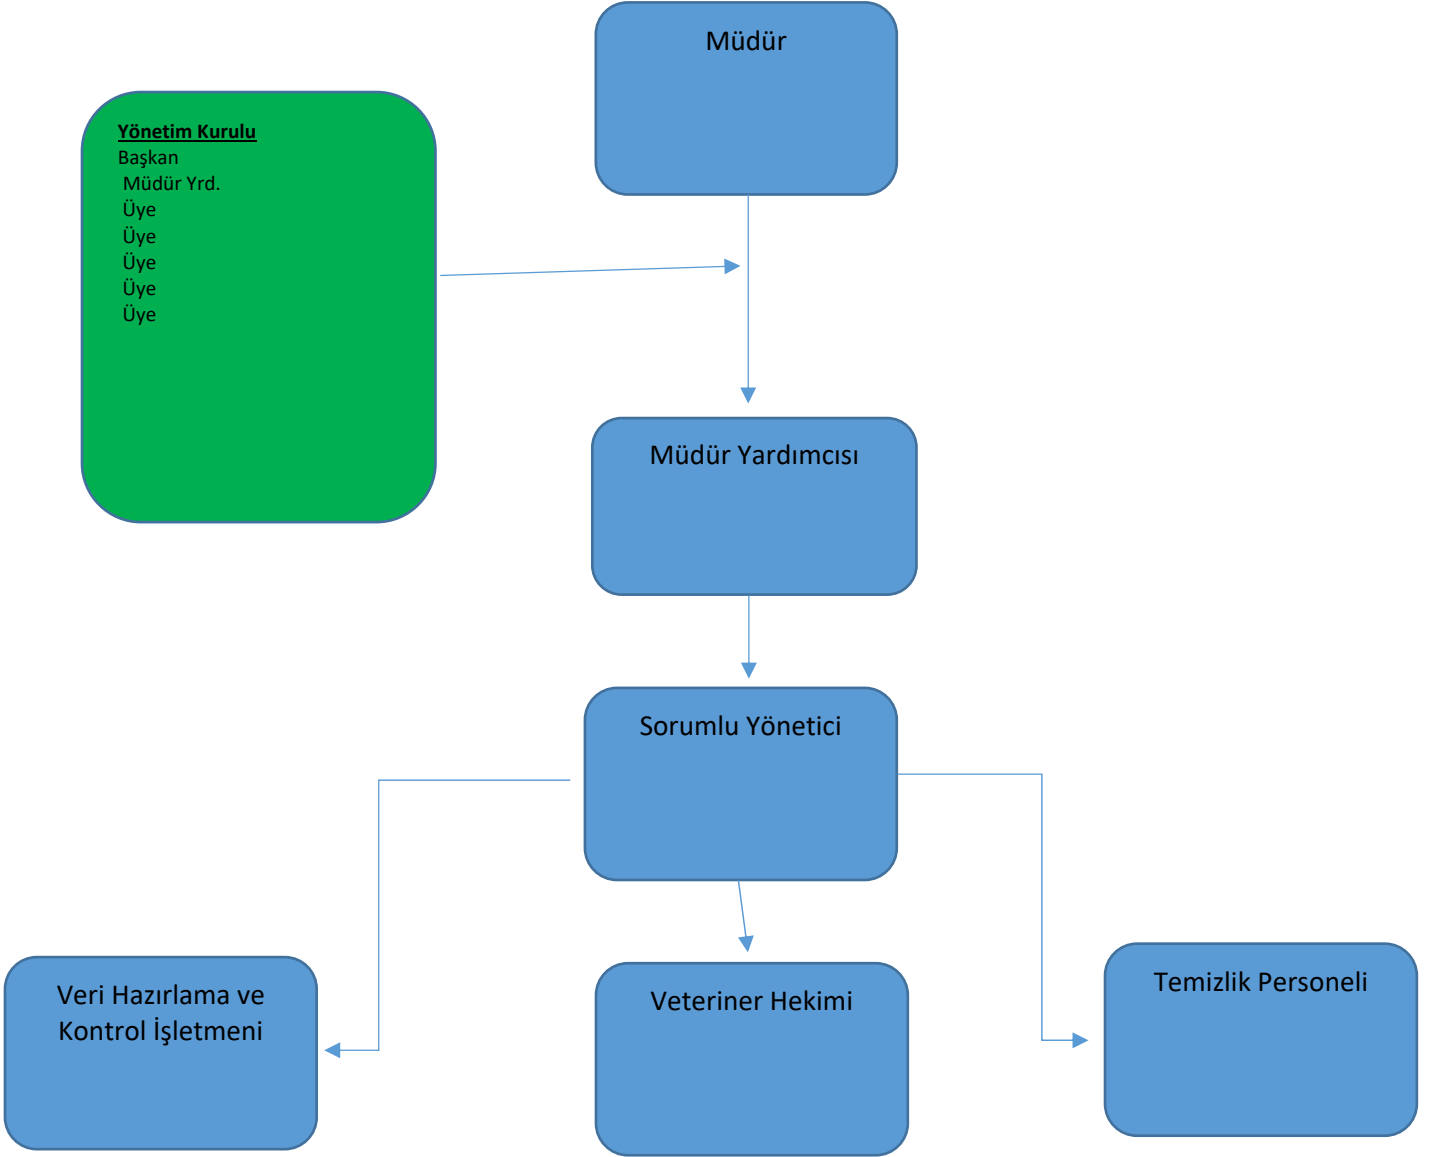 Müdür
Yönetim Kurulu
Başkan
Müdür Yrd.
Üye
Üye
Üye
Üye
Üye
Müdür Yardımcısı
Sorumlu Yönetici
Veri Hazırlama ve
Kontrol İşletmeni
Veteriner Hekimi
Temizlik Personeli